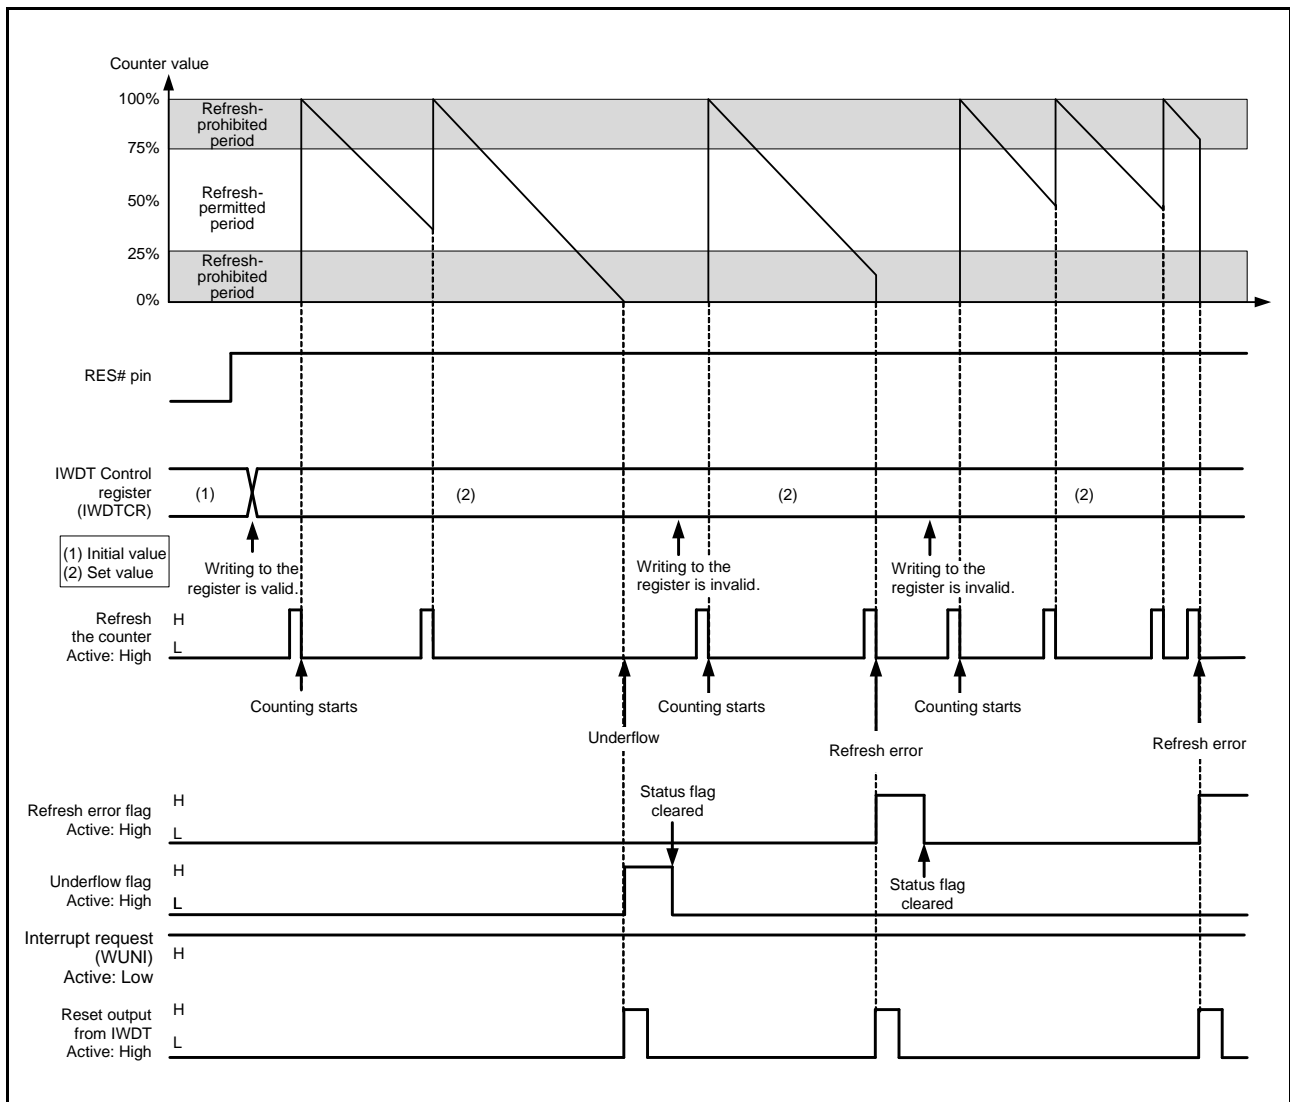 Counter value
100%
Refresh-
prohibited
period
75%
Refresh-
permitted
period
50%
25%
Refresh-
prohibited
period
0%
RES# pin
IWDT Control
register
(IWDTCR)
(1)
(2)
(2)
(2)
(1) Initial value
(2) Set value
Writing to the
register is valid.
Writing to the
register is invalid.
Writing to the
register is invalid.
Refresh
the counter
Active: High
H
L
Counting starts
Counting starts
Counting starts
Underflow
Refresh error
Refresh error
Refresh error flag
Active: High
H
L
Status flag
cleared
Underflow flag
Active: High
H
L
Status flag
cleared
Interrupt request
(WUNI)
Active: Low
H
Reset output
from IWDT
Active: High
H
L